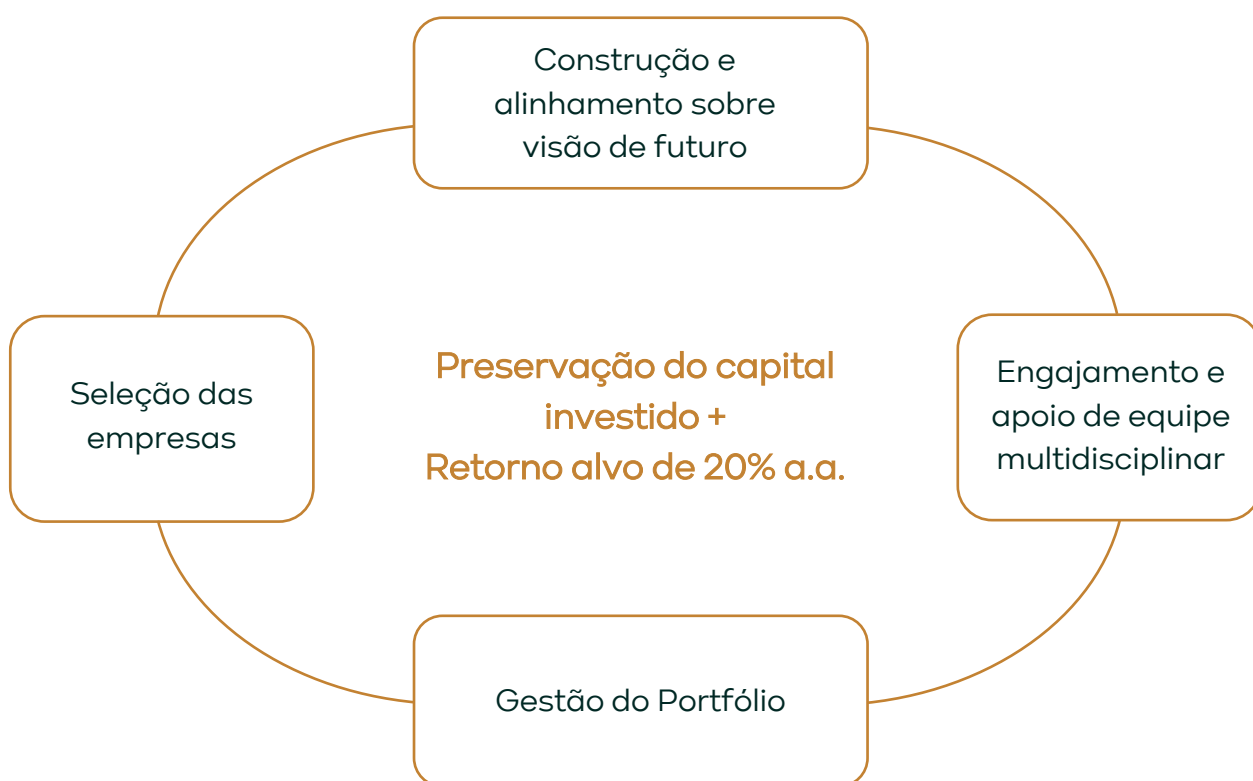 Construção e
alinhamento sobre
visão de futuro
Seleção das
empresas
Preservação do capital
investido +
Retorno alvo de 20% a.a.
Engajamento e
apoio de equipe
multidisciplinar
Gestão do Portfólio